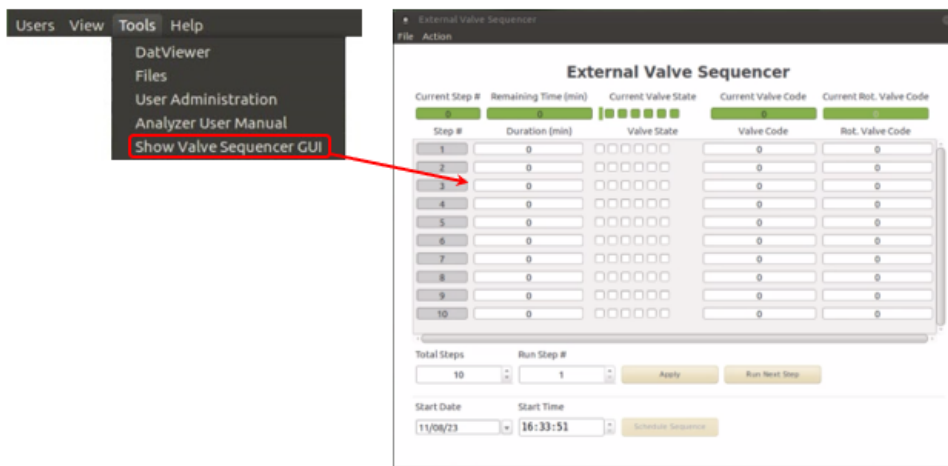 Users View Tools Help
DatViewer
Files
User Administration
Analyzer User Manual
Show Valve Sequencer GUI
External Valve Sequencer
File Action
External Valve Sequencer
Current Step # Remaining Time (min) Current Valve State Current Valve Code Current Rot. Valve Code
0 0 0 0
Step # Duration (min) Valve State Valve Code Rot. Valve Code
1 0 0 0
2 0 0 0
3 0 0 0
4 0 0 0
5 0 0 0
6 0 0 0
7 0 0 0
8 0 0 0
9 0 0 0
10 0 0 0
Total Steps Run Step #
10 1 Apply Run Next Step
Start Date Start Time
11/08/23 16:33:51 Schedule Sequence